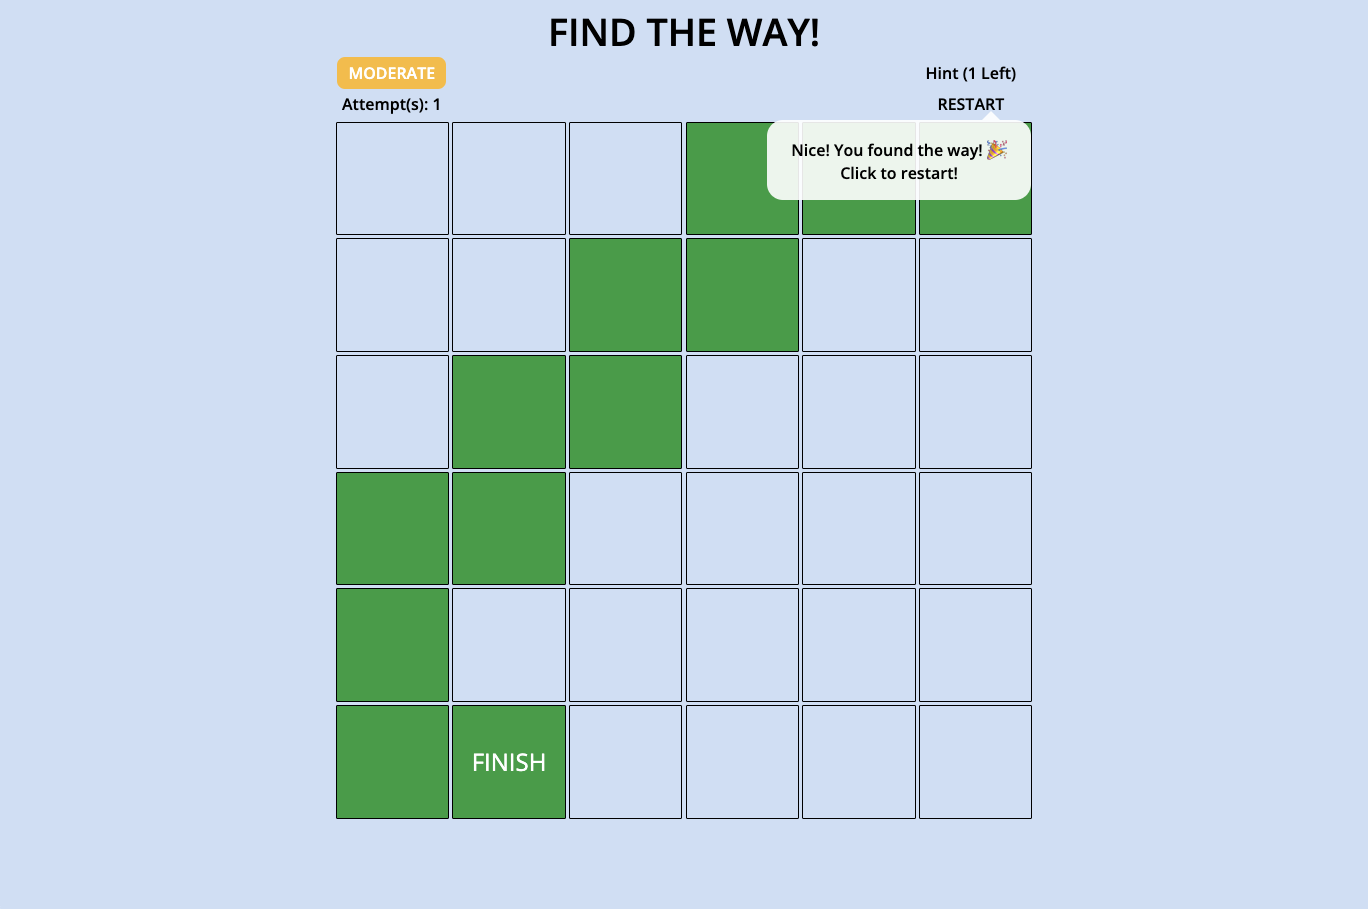 FIND THE WAY!
MODERATE
Hint (1 Left)
Attempt(s): 1
RESTART
Nice! You found the way! 🎉
Click to restart!
FINISH